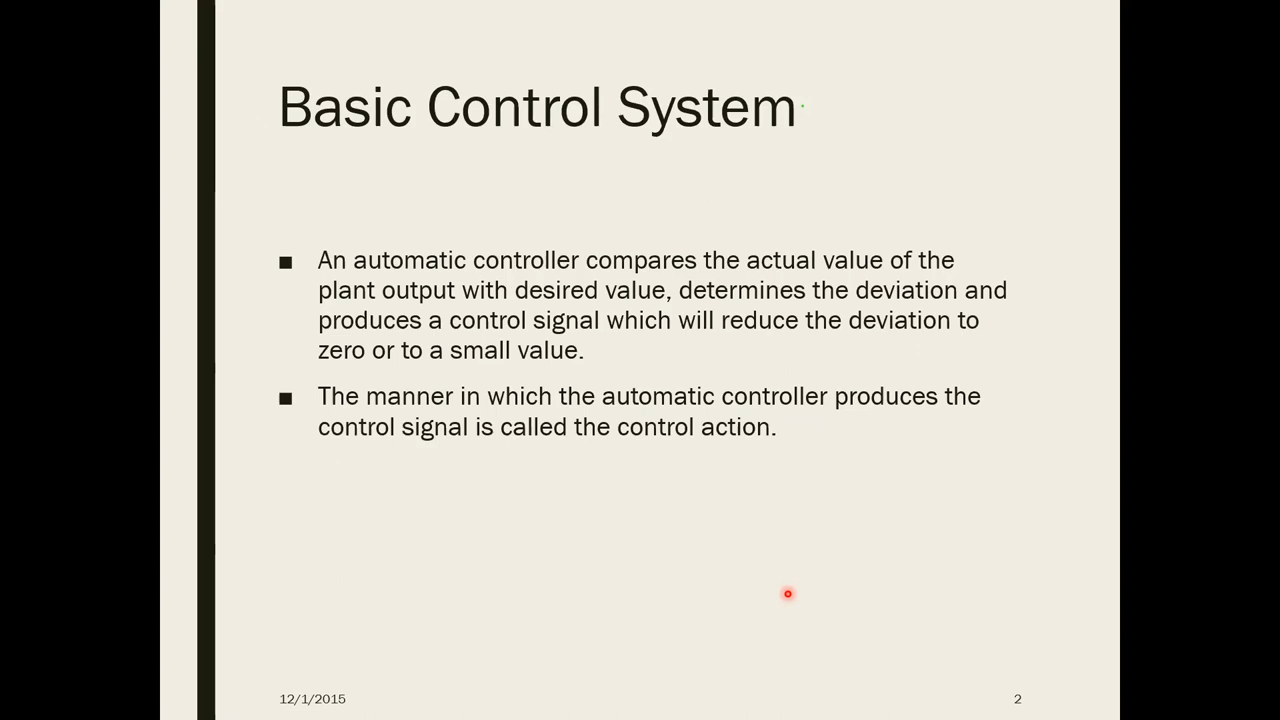 Basic Control System
■ An automatic controller compares the actual value of the
plant output with desired value, determines the deviation and
produces a control signal which will reduce the deviation to
zero or to a small value.
■ The manner in which the automatic controller produces the
control signal is called the control action.
12/1/2015
2